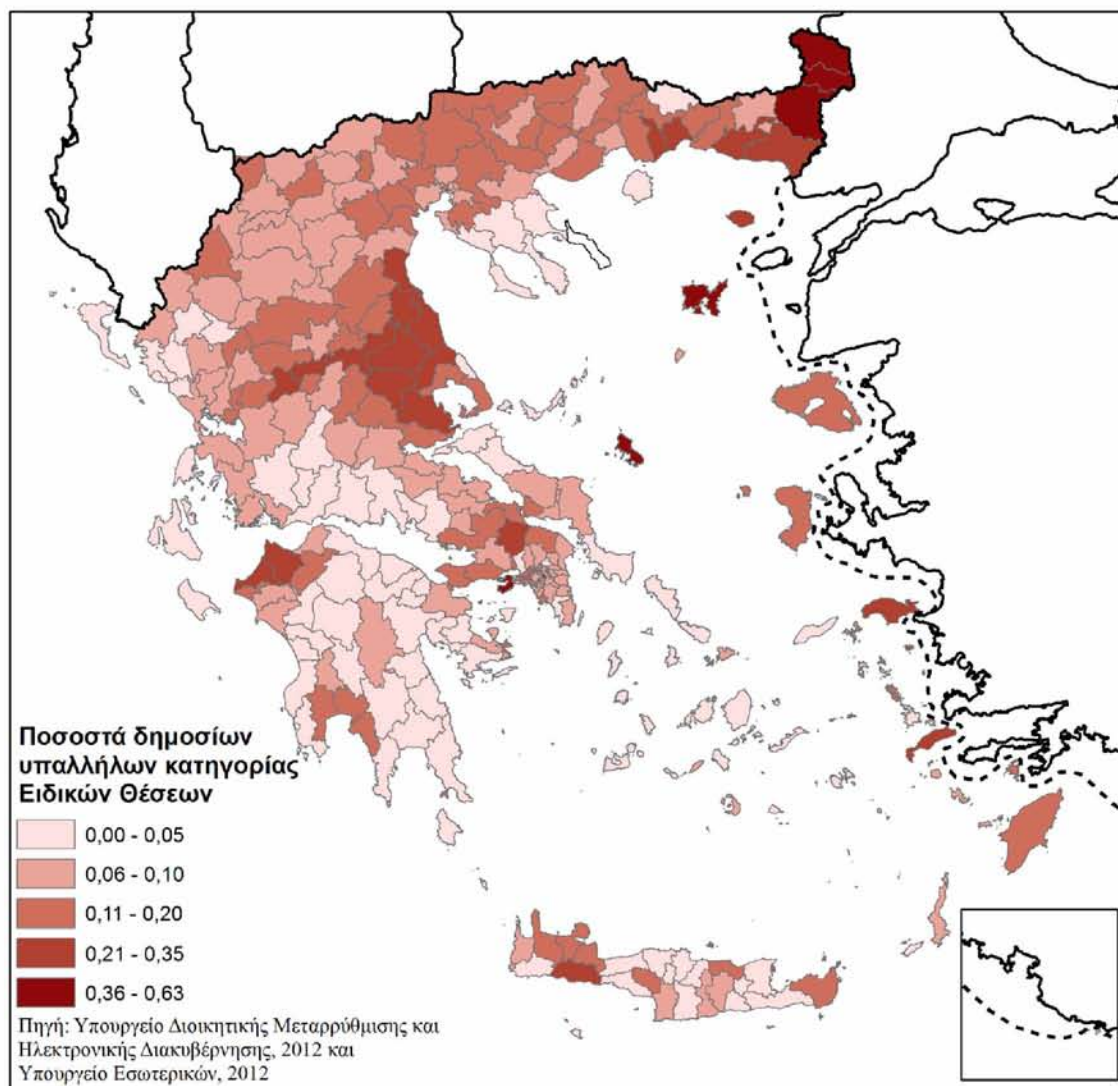 Ποσοστά δημοσίων
υπαλλήλων κατηγορίας
Ειδικών Θέσεων
0,00 - 0,05
0,06 - 0,10
0,11 - 0,20
0,21 - 0,35
0,36 - 0,63
Πηγή: Υπουργείο Διοικητικής Μεταρρύθμισης και
Ηλεκτρονικής Διακυβέρνησης, 2012 και
Υπουργείο Εσωτερικών, 2012